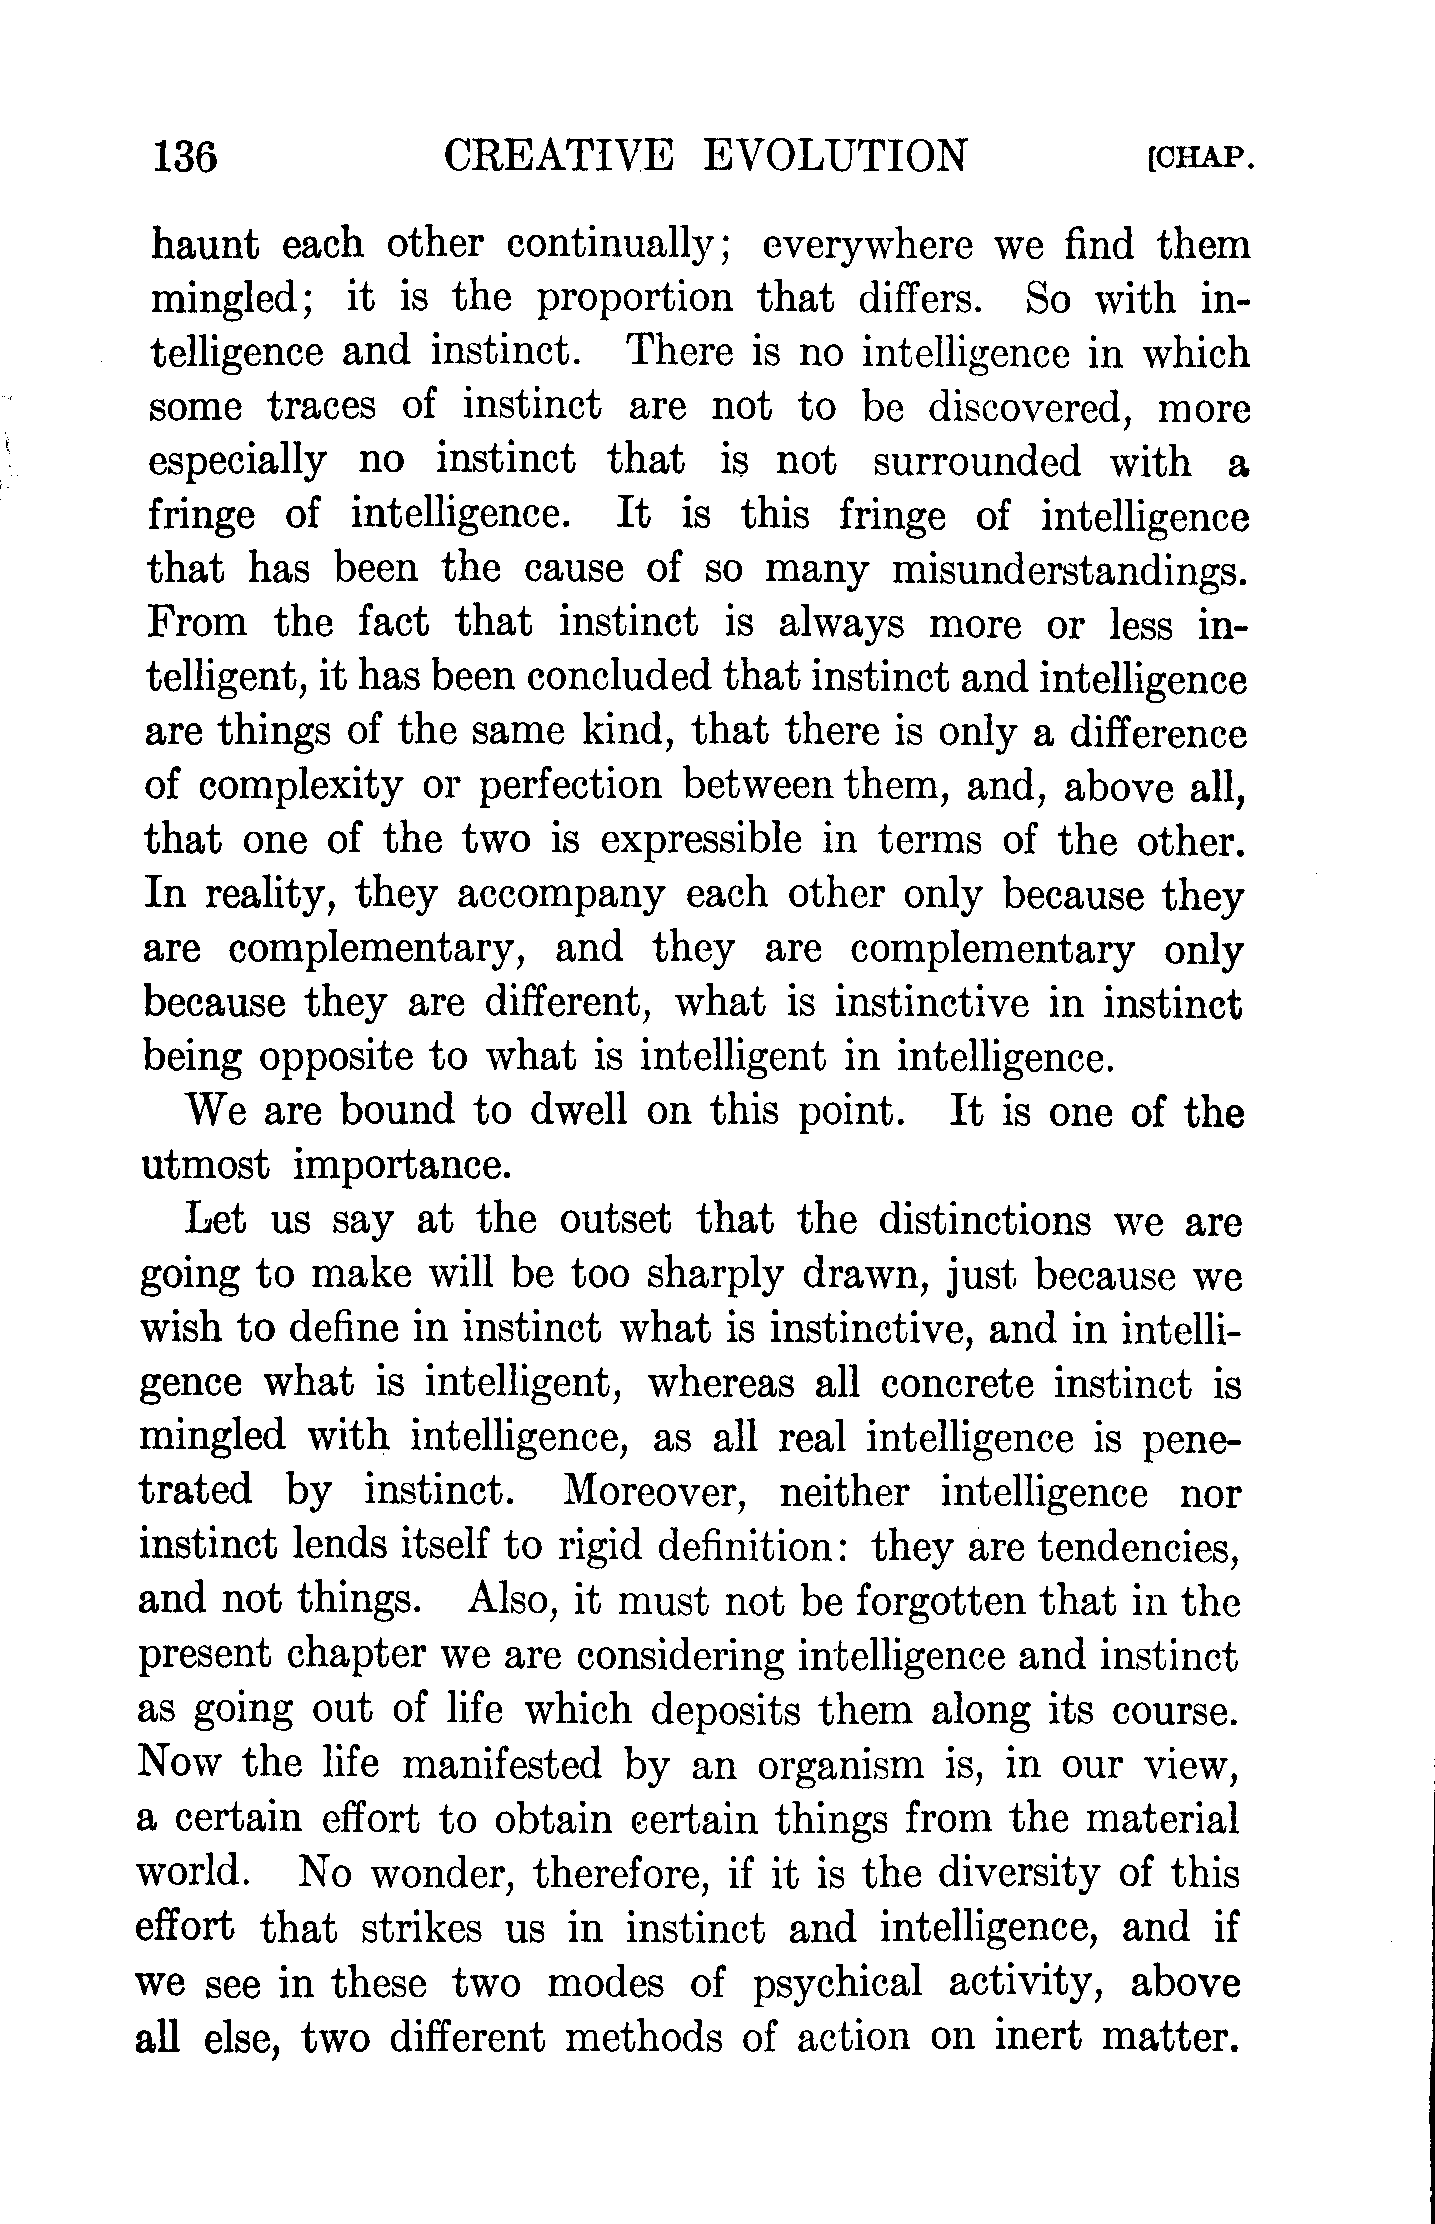 136 CREATIVE EVOLUTION [CHAP.
haunt each other continually; everywhere we find them
mingled; it is the proportion that differs. So with in-
telligence and instinct. There is no intelligence in which
some traces of instinct are not to be discovered, more
especially no instinct that is not surrounded with a
fringe of intelligence. It is this fringe of intelligence
that has been the cause of so many misunderstandings.
From the fact that instinct is always more or less in-
telligent, it has been concluded that instinct and intelligence
are things of the same kind, that there is only a difference
of complexity or perfection between them, and, above all,
that one of the two is expressible in terms of the other.
In reality, they accompany each other only because they
are complementary, and they are complementary only
because they are different, what is instinctive in instinct
being opposite to what is intelligent in intelligence.
We are bound to dwell on this point. It is one of the
utmost importance.
Let us say at the outset that the distinctions we are
going to make will be too sharply drawn, just because we
wish to define in instinct what is instinctive, and in intelli-
gence what is intelligent, whereas all concrete instinct is
mingled with intelligence, as all real intelligence is pene-
trated by instinct. Moreover, neither intelligence nor
instinct lends itself to rigid definition: they are tendencies,
and not things. Also, it must not be forgotten that in the
present chapter we are considering intelligence and instinct
as going out of life which deposits them along its course.
Now the life manifested by an organism is, in our view,
a certain effort to obtain certain things from the material
world. No wonder, therefore, if it is the diversity of this
effort that strikes us in instinct and intelligence, and if
we see in these two modes of psychical activity, above
all else, two different methods of action on inert matter.